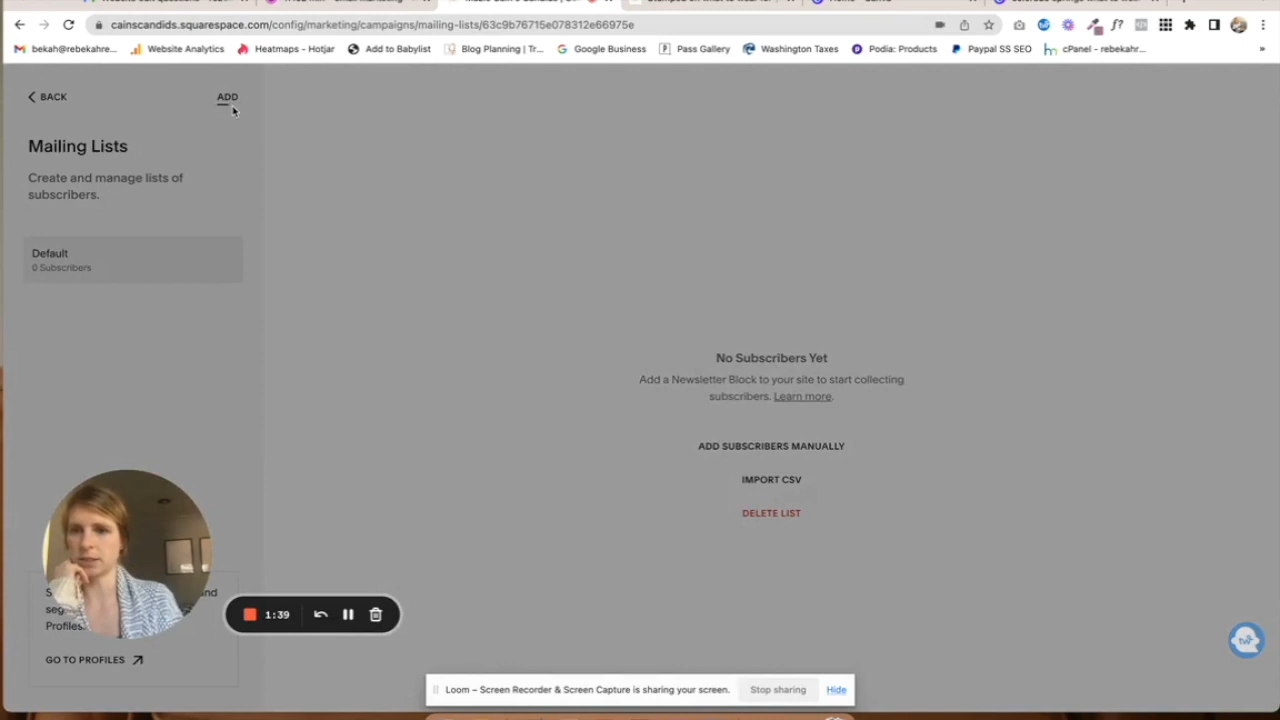 cainscandids.squarespace.com/config/marketing/campaigns/mailing-lists/63c9b76715e078312e66975e
bekah@rebekahre... Website Analytics Heatmaps - Hotjar Add to Babylist Blog Planning | Tr... Google Business Pass Gallery Washington Taxes Podia: Products Paypal SS SEO cPanel - rebekahr... »
BACK ADD
Mailing Lists
Create and manage lists of
subscribers.
Default
0 Subscribers
No Subscribers Yet
Add a Newsletter Block to your site to start collecting
subscribers. Learn more.
ADD SUBSCRIBERS MANUALLY
IMPORT CSV
DELETE LIST
and
seg
Profiles.
GO TO PROFILES
1:39
Loom – Screen Recorder & Screen Capture is sharing your screen. Stop sharing Hide